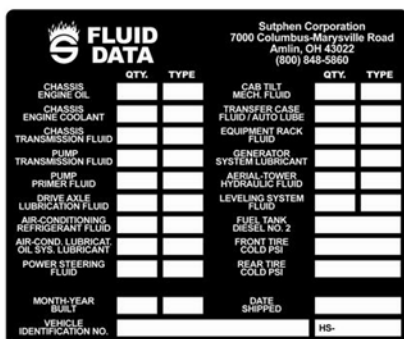 FLUID
DATA
Sutphen Corporation
7000 Columbus-Marysville Road
Amlin, OH 43022
(800) 848-5860
QTY. TYPE
CHASSIS
ENGINE OIL
CHASSIS
ENGINE COOLANT
CHASSIS
TRANSMISSION FLUID
PUMP
TRANSMISSION FLUID
PUMP
PRIMER FLUID
DRIVE AXLE
LUBRICATION FLUID
AIR-CONDITIONING
REFRIGERANT FLUID
AIR-COND. LUBRICAT.
OIL SYS. LUBRICANT
POWER STEERING
FLUID
MONTH-YEAR
BUILT
QTY. TYPE
CAB TILT
MECH. FLUID
TRANSFER CASE
FLUID / AUTO LUBE
EQUIPMENT RACK
FLUID
GENERATOR
SYSTEM LUBRICANT
AERIAL-TOWER
HYDRAULIC FLUID
LEVELING SYSTEM
FLUID
FUEL TANK
DIESEL NO. 2
FRONT TIRE
COLD PSI
REAR TIRE
COLD PSI
DATE
SHIPPED
VEHICLE
IDENTIFICATION NO.
HS-